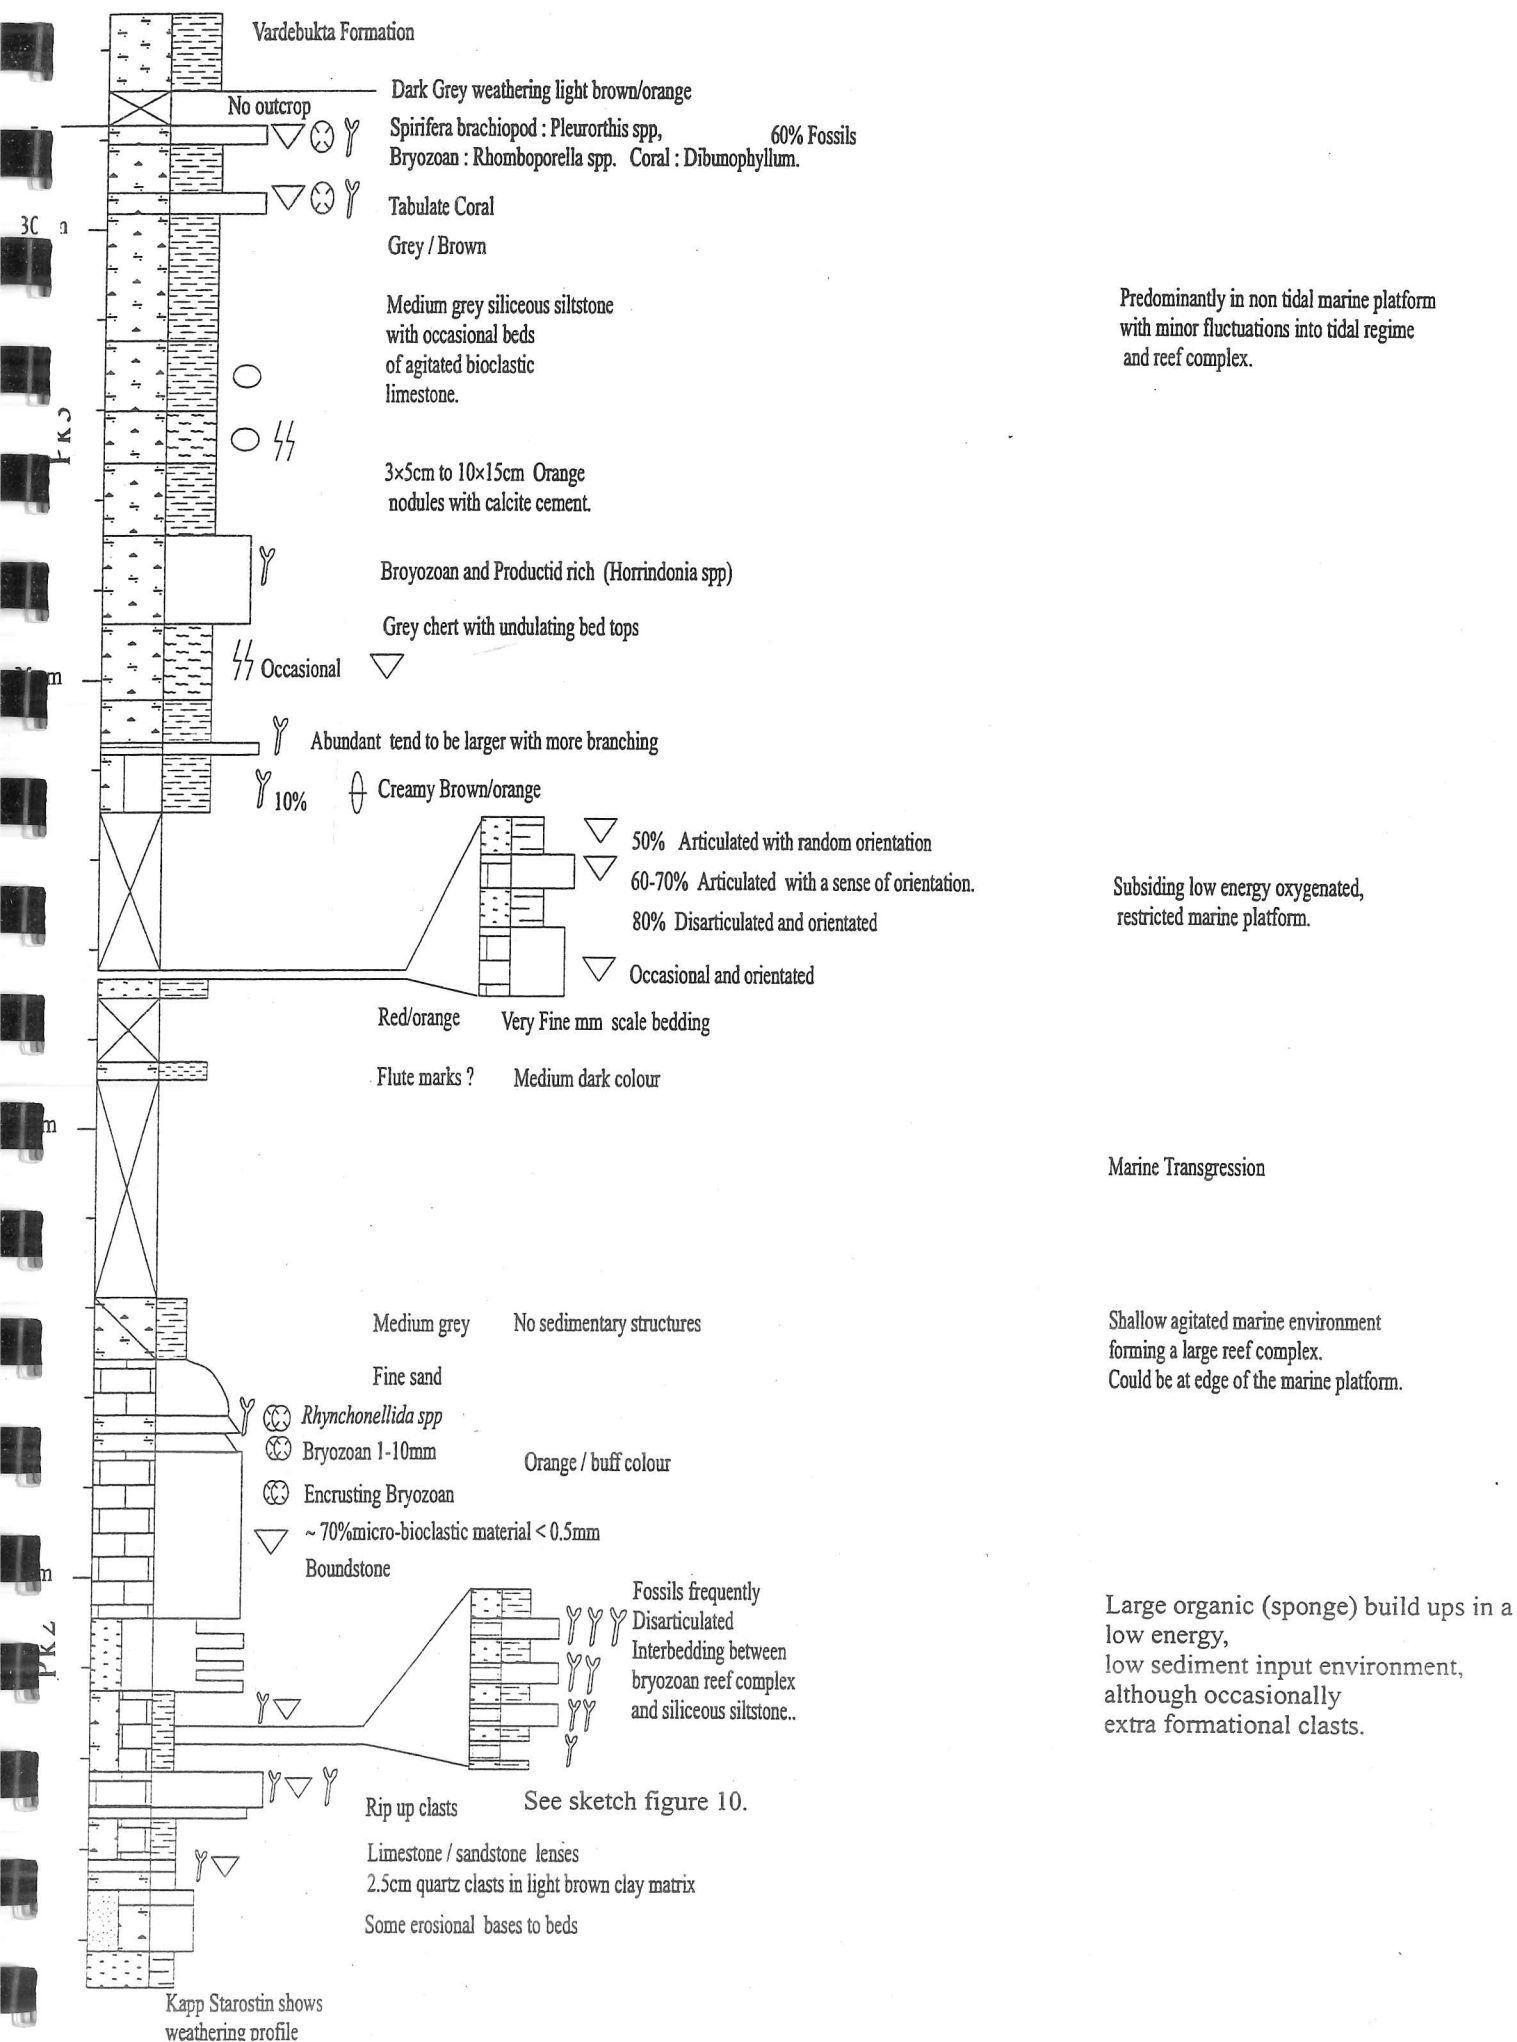 Vardebukta Formation
Dark Grey weathering light brown/orange
No outcrop
Spirifera brachiopod : Pleurorthis spp, 60% Fossils
Bryozoan : Rhomboporella spp. Coral : Dibunophyllum.
Tabulate Coral
Grey / Brown
Medium grey siliceous siltstone
with occasional beds
of agitated bioclastic
limestone.
Predominantly in non tidal marine platform
with minor fluctuations into tidal regime
and reef complex.
3×5cm to 10×15cm Orange
nodules with calcite cement.
Broyozoan and Productid rich (Horrindonia spp)
Grey chert with undulating bed tops
Occasional
m
Abundant tend to be larger with more branching
10%
Creamy Brown/orange
50% Articulated with random orientation
60-70% Articulated with a sense of orientation.
80% Disarticulated and orientated
Occasional and orientated
Subsiding low energy oxygenated,
restricted marine platform.
Red/orange Very Fine mm scale bedding
Flute marks ? Medium dark colour
m
Marine Transgression
Medium grey No sedimentary structures
Fine sand
Shallow agitated marine environment
forming a large reef complex.
Could be at edge of the marine platform.
Rhynchonellida spp
Bryozoan 1-10mm
Orange / buff colour
Encrusting Bryozoan
~ 70%micro-bioclastic material < 0.5mm
Boundstone
m
Fossils frequently
Disarticulated
Interbedding between
bryozoan reef complex
and siliceous siltstone..
Large organic (sponge) build ups in a
low energy,
low sediment input environment,
although occasionally
extra formational clasts.
Rip up clasts
See sketch figure 10.
Limestone / sandstone lenses
2.5cm quartz clasts in light brown clay matrix
Some erosional bases to beds
Kapp Starostin shows
weathering profile